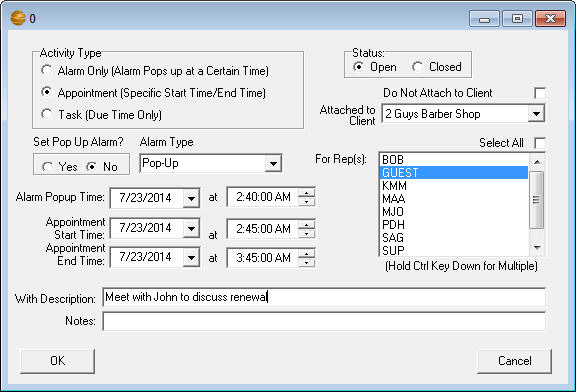 0
Activity Type
Alarm Only (Alarm Pops up at a Certain Time)
Appointment (Specific Start Time/End Time)
Task (Due Time Only)
Status:
Open Closed
Do Not Attach to Client
Attached to
Client
2 Guys Barber Shop
Set Pop Up Alarm?
Yes No
Alarm Type
Pop-Up
Select All
For Rep(s):
BOB
GUEST
KMM
MAA
MJO
PDH
SAG
SUP
(Hold Ctrl Key Down for Multiple)
Alarm Popup Time: 7/23/2014 at 2:40:00 AM
Appointment
Start Time: 7/23/2014 at 2:45:00 AM
Appointment
End Time: 7/23/2014 at 3:45:00 AM
With Description: Meet with John to discuss renewal
Notes:
OK Cancel